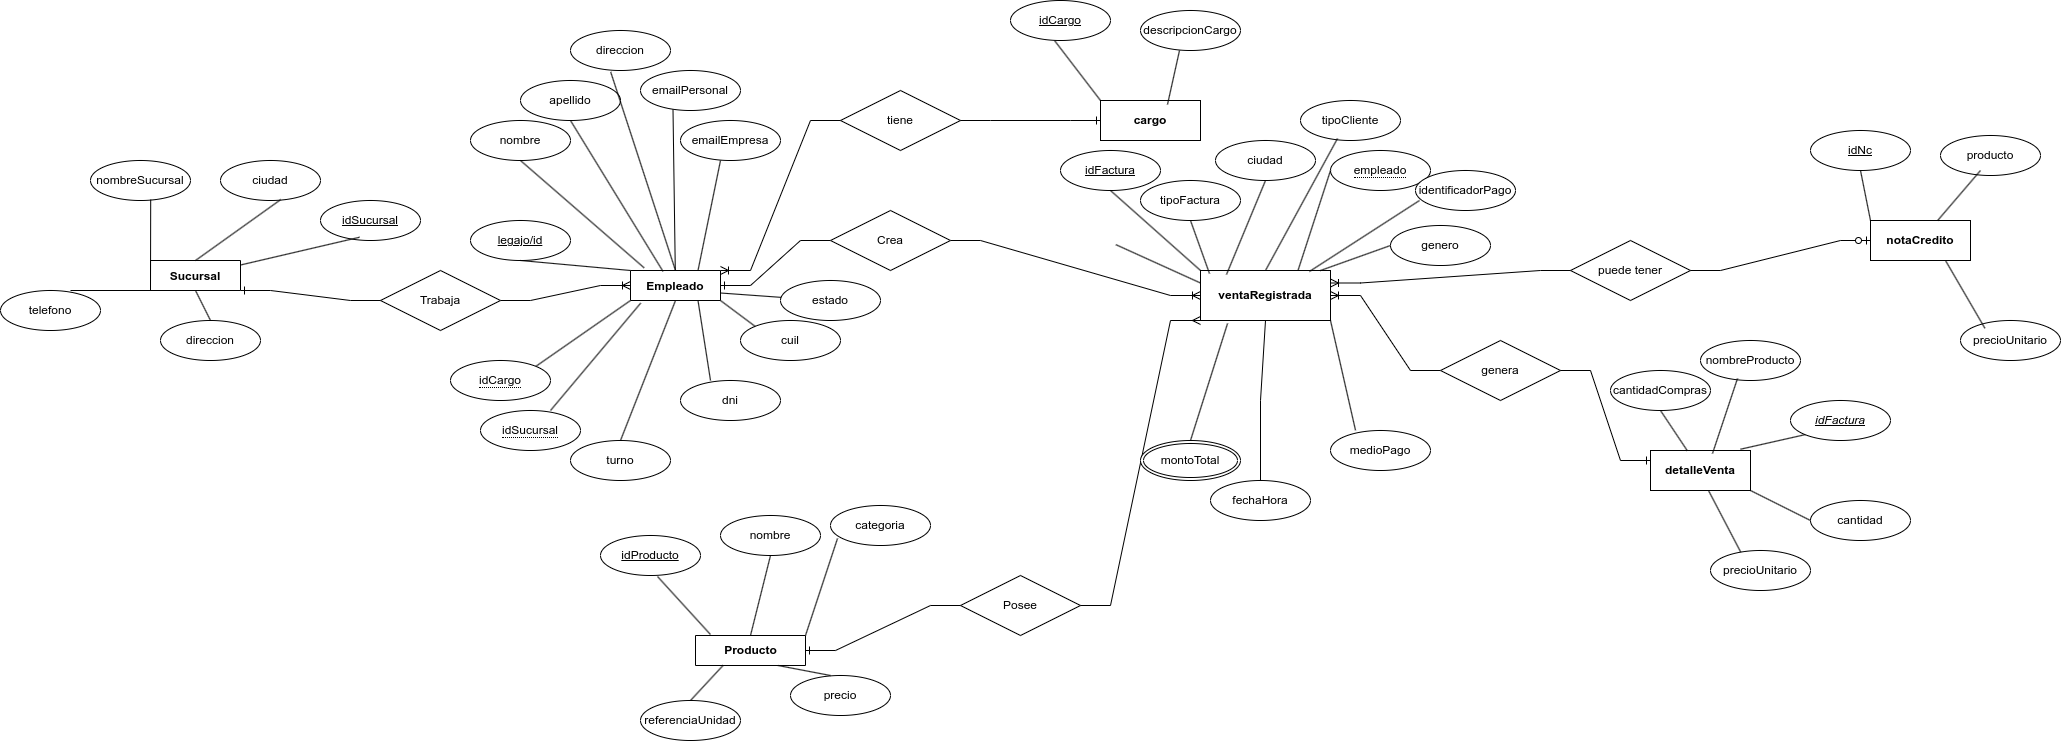 idCargo
descripcionCargo
direccion
emailPersonal
apellido
nombre
emailEmpresa
tiene
cargo
tipoCliente
idFactura
ciudad
empleado
identificadorPago
tipoFactura
genero
idNc
producto
nombreSucursal
ciudad
idSucursal
legajo/id
Crea
puede tener
notaCredito
Sucursal
Trabaja
Empleado
estado
ventaRegistrada
telefono
direccion
cuil
precioUnitario
idCargo
dni
idSucursal
turno
genera
nombreProducto
cantidadCompras
idFactura
montoTotal
medioPago
detalleVenta
fechaHora
cantidad
precioUnitario
idProducto
nombre
categoria
Posee
Producto
precio
referenciaUnidad